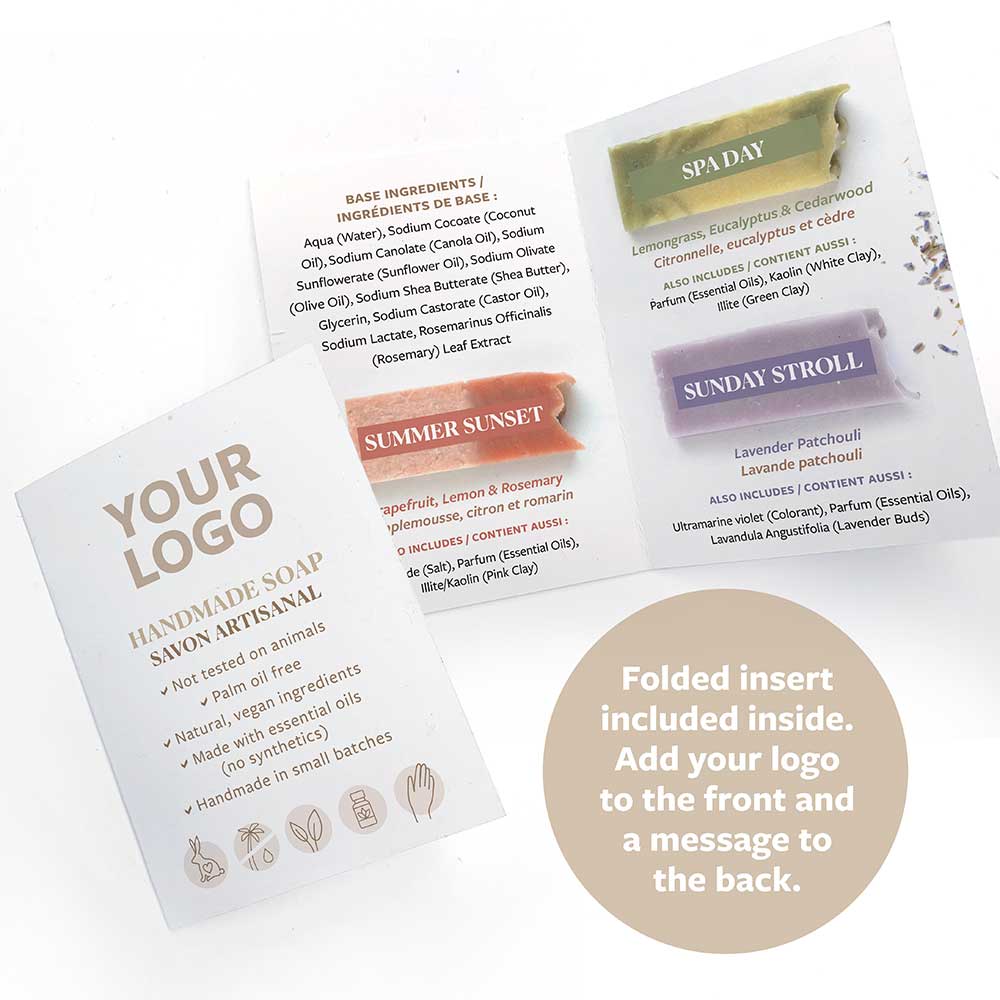 YOUR
LOGO
HANDMADE SOAP
SAVON ARTISANAL
✓ Not tested on animals
✓ Palm oil free
✓ Natural, vegan ingredients
✓ Made with essential oils
(no synthetics)
✓ Handmade in small batches
BASE INGREDIENTS /
INGRÉDIENTS DE BASE :
Aqua (Water), Sodium Cocoate (Coconut
Oil), Sodium Canolate (Canola Oil), Sodium
Sunflowerate (Sunflower Oil), Sodium Olivate
(Olive Oil), Sodium Shea Butterate (Shea Butter),
Glycerin, Sodium Castorate (Castor Oil),
Sodium Lactate, Rosemarinus Officinalis
(Rosemary) Leaf Extract
SUMMER SUNSET
Lemon & Rosemary
citron et romarin
INCLUDES / CONTIENT AUSSI :
(Salt), Parfum (Essential Oils),
Illite/Kaolin (Pink Clay)
SPA DAY
Lemongrass, Eucalyptus & Cedarwood
Citronnelle, eucalyptus et cèdre
ALSO INCLUDES / CONTIENT AUSSI :
Parfum (Essential Oils), Kaolin (White Clay),
Illite (Green Clay)
SUNDAY STROLL
Lavender Patchouli
Lavande patchouli
ALSO INCLUDES / CONTIENT AUSSI :
Ultramarine violet (Colorant), Parfum (Essential Oils),
Lavandula Angustifolia (Lavender Buds)
Folded insert
included inside.
Add your logo
to the front and
a message to
the back.